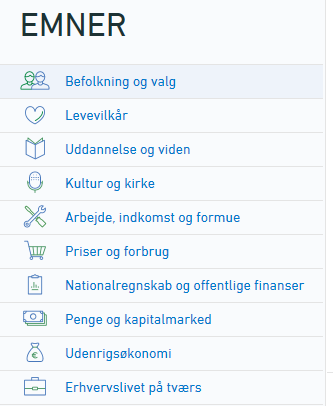 EMNER
Befolkning og valg
Levevilkår
Uddannelse og viden
Kultur og kirke
Arbejde, indkomst og formue
Priser og forbrug
Nationalregnskab og offentlige finanser
Penge og kapitalmarked
Udenrigsøkonomi
Erhvervslivet på tværs